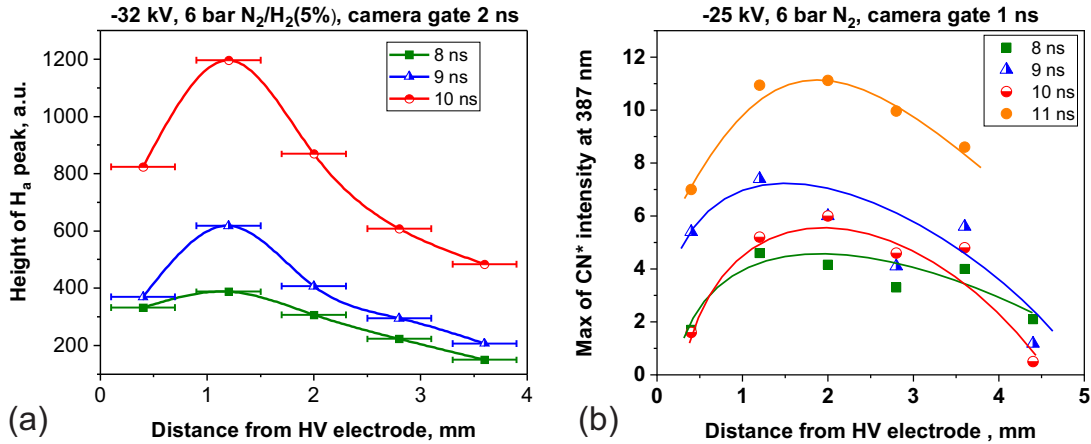 -32 kV, 6 bar N₂/H₂(5%), camera gate 2 ns
8 ns
9 ns
10 ns
1200
1000
800
600
400
200
0
1
2
3
4
Height of Hₐ peak, a.u.
Distance from HV electrode, mm
(a)
-25 kV, 6 bar N₂, camera gate 1 ns
8 ns
9 ns
10 ns
11 ns
12
10
8
6
4
2
0
0
1
2
3
4
5
Max of CN* intensity at 387 nm
Distance from HV electrode , mm
(b)